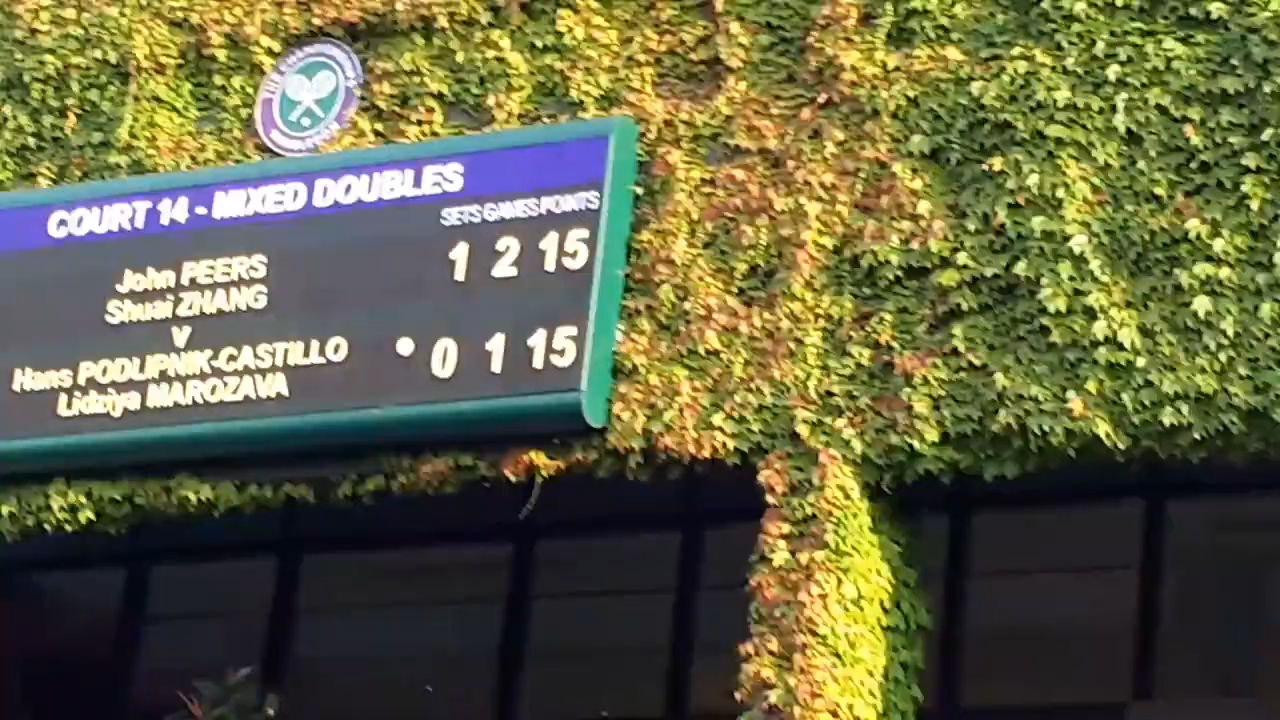 COURT 14 - MIXED DOUBLES
SETS GAMES POINTS
John PEERS
Shuai ZHANG
1 2 15
v
Hans PODLIPNIK-CASTILLO
Lidziya MAROZAVA
• 0 1 15